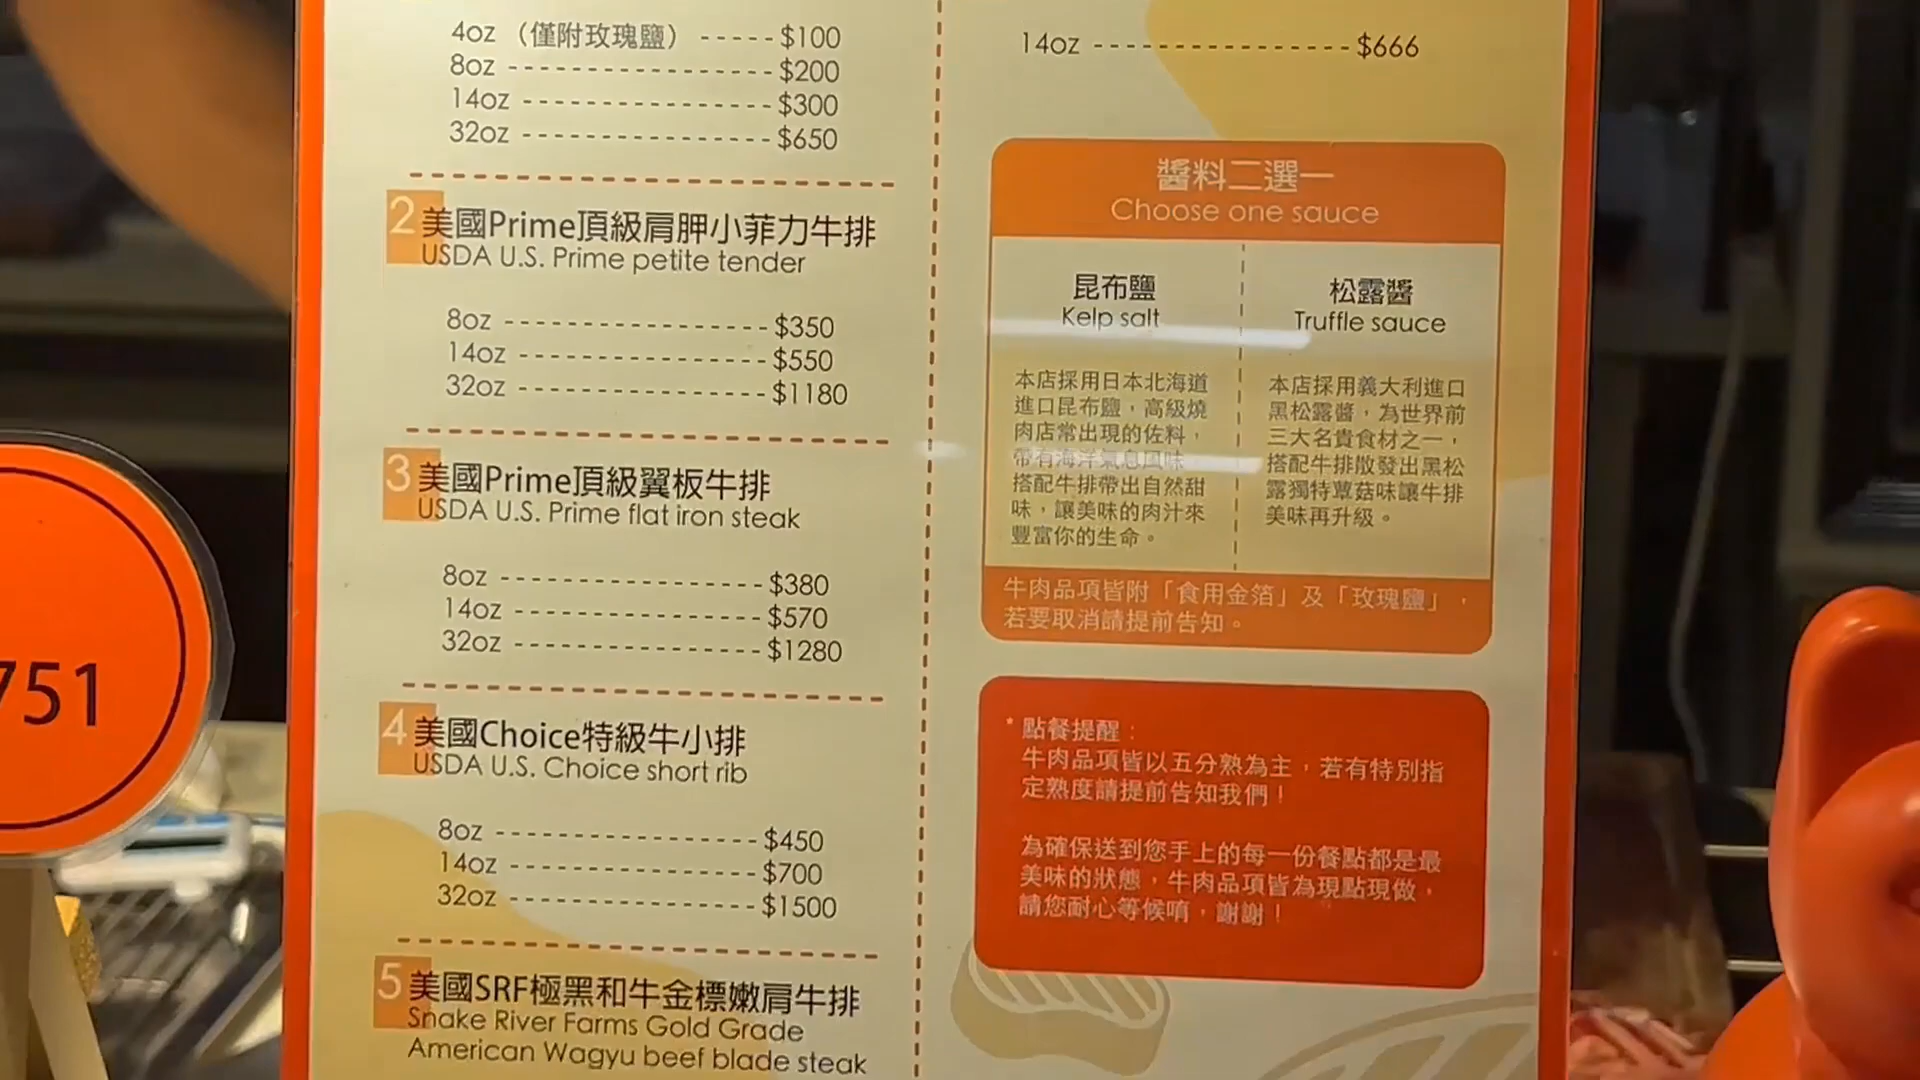 4oz （僅附玫瑰鹽） ----- $100
8oz ---------------- $200
14oz --------------- $300
32oz --------------- $650
2 美國Prime頂級肩胛小菲力牛排
USDA U.S. Prime petite tender
8oz ---------------- $350
14oz --------------- $550
32oz --------------- $1180
3 美國Prime頂級翼板牛排
USDA U.S. Prime flat iron steak
8oz ---------------- $380
14oz --------------- $570
32oz --------------- $1280
4 美國Choice特級牛小排
USDA U.S. Choice short rib
8oz ---------------- $450
14oz --------------- $700
32oz --------------- $1500
5 美國SRF極黑和牛金標嫩肩牛排
Snake River Farms Gold Grade
American Wagyu beef blade steak
14oz ---------------- $666
醬料二選一
Choose one sauce
昆布鹽
Kelp salt
本店採用日本北海道
進口昆布鹽，高級燒
肉店常出現的佐料，
帶有海洋氣息風味
搭配牛排帶出自然甜
味，讓美味的肉汁來
豐富你的生命。
松露醬
Truffle sauce
本店採用義大利進口
黑松露醬，為世界前
三大名貴食材之一，
搭配牛排散發出黑松
露獨特蕈菇味讓牛排
美味再升級。
牛肉品項皆附「食用金箔」及「玫瑰鹽」，
若要取消請提前告知。
* 點餐提醒：
牛肉品項皆以五分熟為主，若有特別指
定熟度請提前告知我們！
為確保送到您手上的每一份餐點都是最
美味的狀態，牛肉品項皆為現點現做，
請您耐心等候唷，謝謝！
751